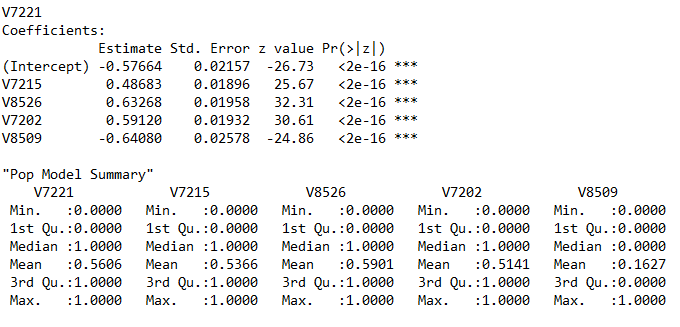 V7221
Coefficients:
Estimate Std. Error z value Pr(>|z|)
(Intercept) -0.57664 0.02157 -26.73 <2e-16 ***
V7215 0.48683 0.01896 25.67 <2e-16 ***
V8526 0.63268 0.01958 32.31 <2e-16 ***
V7202 0.59120 0.01932 30.61 <2e-16 ***
V8509 -0.64080 0.02578 -24.86 <2e-16 ***
"Pop Model Summary"
V7221 V7215 V8526 V7202 V8509
Min. :0.0000 Min. :0.0000 Min. :0.0000 Min. :0.0000 Min. :0.0000
1st Qu.:0.0000 1st Qu.:0.0000 1st Qu.:0.0000 1st Qu.:0.0000 1st Qu.:0.0000
Median :1.0000 Median :1.0000 Median :1.0000 Median :1.0000 Median :0.0000
Mean :0.5606 Mean :0.5366 Mean :0.5901 Mean :0.5141 Mean :0.1627
3rd Qu.:1.0000 3rd Qu.:1.0000 3rd Qu.:1.0000 3rd Qu.:1.0000 3rd Qu.:0.0000
Max. :1.0000 Max. :1.0000 Max. :1.0000 Max. :1.0000 Max. :1.0000